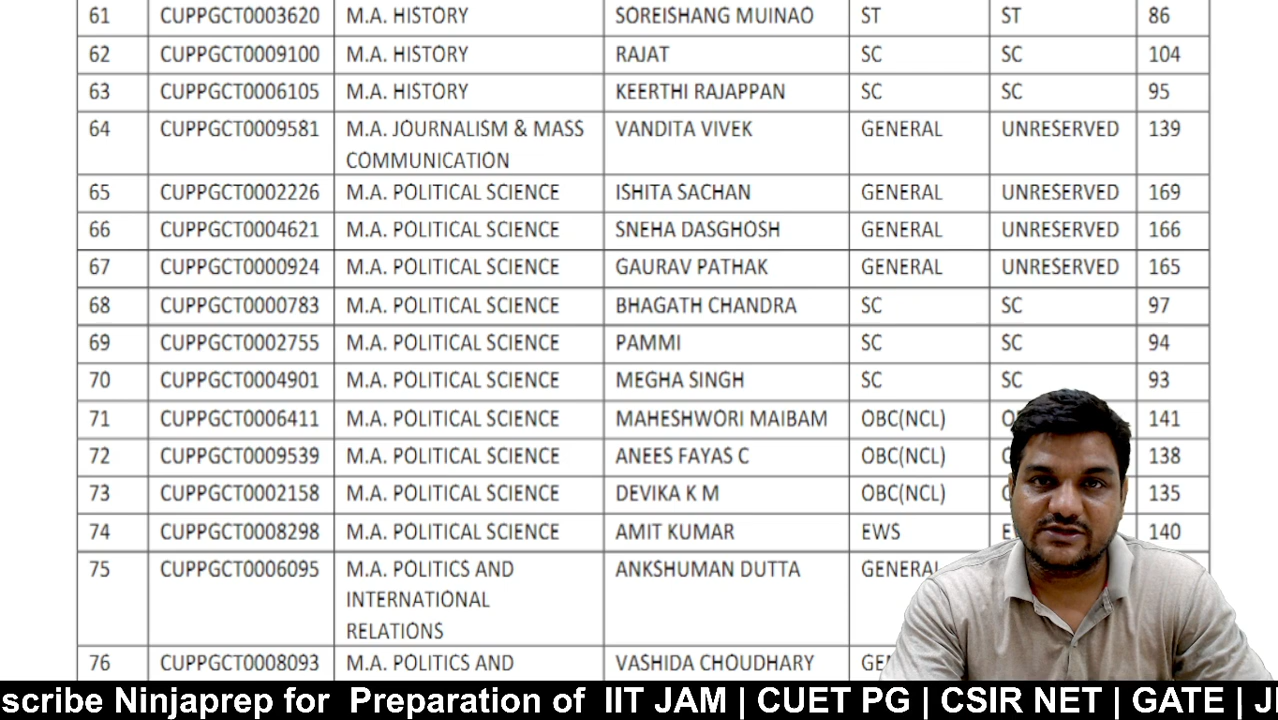 61 CUPPGCT0003620 M.A. HISTORY SOREISHANG MUINAO ST ST 86
62 CUPPGCT0009100 M.A. HISTORY RAJAT SC SC 104
63 CUPPGCT0006105 M.A. HISTORY KEERTHI RAJAPPAN SC SC 95
64 CUPPGCT0009581 M.A. JOURNALISM & MASS VANDITA VIVEK GENERAL UNRESERVED 139
COMMUNICATION
65 CUPPGCT0002226 M.A. POLITICAL SCIENCE ISHITA SACHAN GENERAL UNRESERVED 169
66 CUPPGCT0004621 M.A. POLITICAL SCIENCE SNEHA DASGHOSH GENERAL UNRESERVED 166
67 CUPPGCT0000924 M.A. POLITICAL SCIENCE GAURAV PATHAK GENERAL UNRESERVED 165
68 CUPPGCT0000783 M.A. POLITICAL SCIENCE BHAGATH CHANDRA SC SC 97
69 CUPPGCT0002755 M.A. POLITICAL SCIENCE PAMMI SC SC 94
70 CUPPGCT0004901 M.A. POLITICAL SCIENCE MEGHA SINGH SC SC 93
71 CUPPGCT0006411 M.A. POLITICAL SCIENCE MAHESHWORI MAIBAM OBC(NCL) 141
72 CUPPGCT0009539 M.A. POLITICAL SCIENCE ANEES FAYAS C OBC(NCL) 138
73 CUPPGCT0002158 M.A. POLITICAL SCIENCE DEVIKA K M OBC(NCL) 135
74 CUPPGCT0008298 M.A. POLITICAL SCIENCE AMIT KUMAR EWS 140
75 CUPPGCT0006095 M.A. POLITICS AND ANKSHUMAN DUTTA GENERAL
INTERNATIONAL
RELATIONS
76 CUPPGCT0008093 M.A. POLITICS AND VASHIDA CHOUDHARY
scribe Ninjaprep for Preparation of IIT JAM | CUET PG | CSIR NET | GATE |